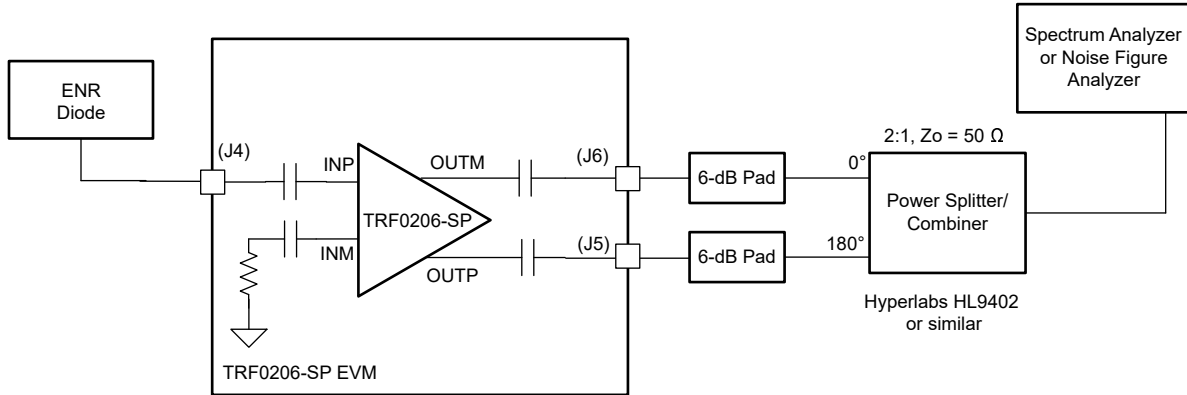 Spectrum Analyzer
or Noise Figure
Analyzer
ENR
Diode
(J4)
INP
OUTM
(J6)
2:1, Zo = 50 Ω
6-dB Pad
0°
Power Splitter/
Combiner
TRF0206-SP
INM
OUTP
(J5)
6-dB Pad
180°
Hyperlabs HL9402
or similar
TRF0206-SP EVM